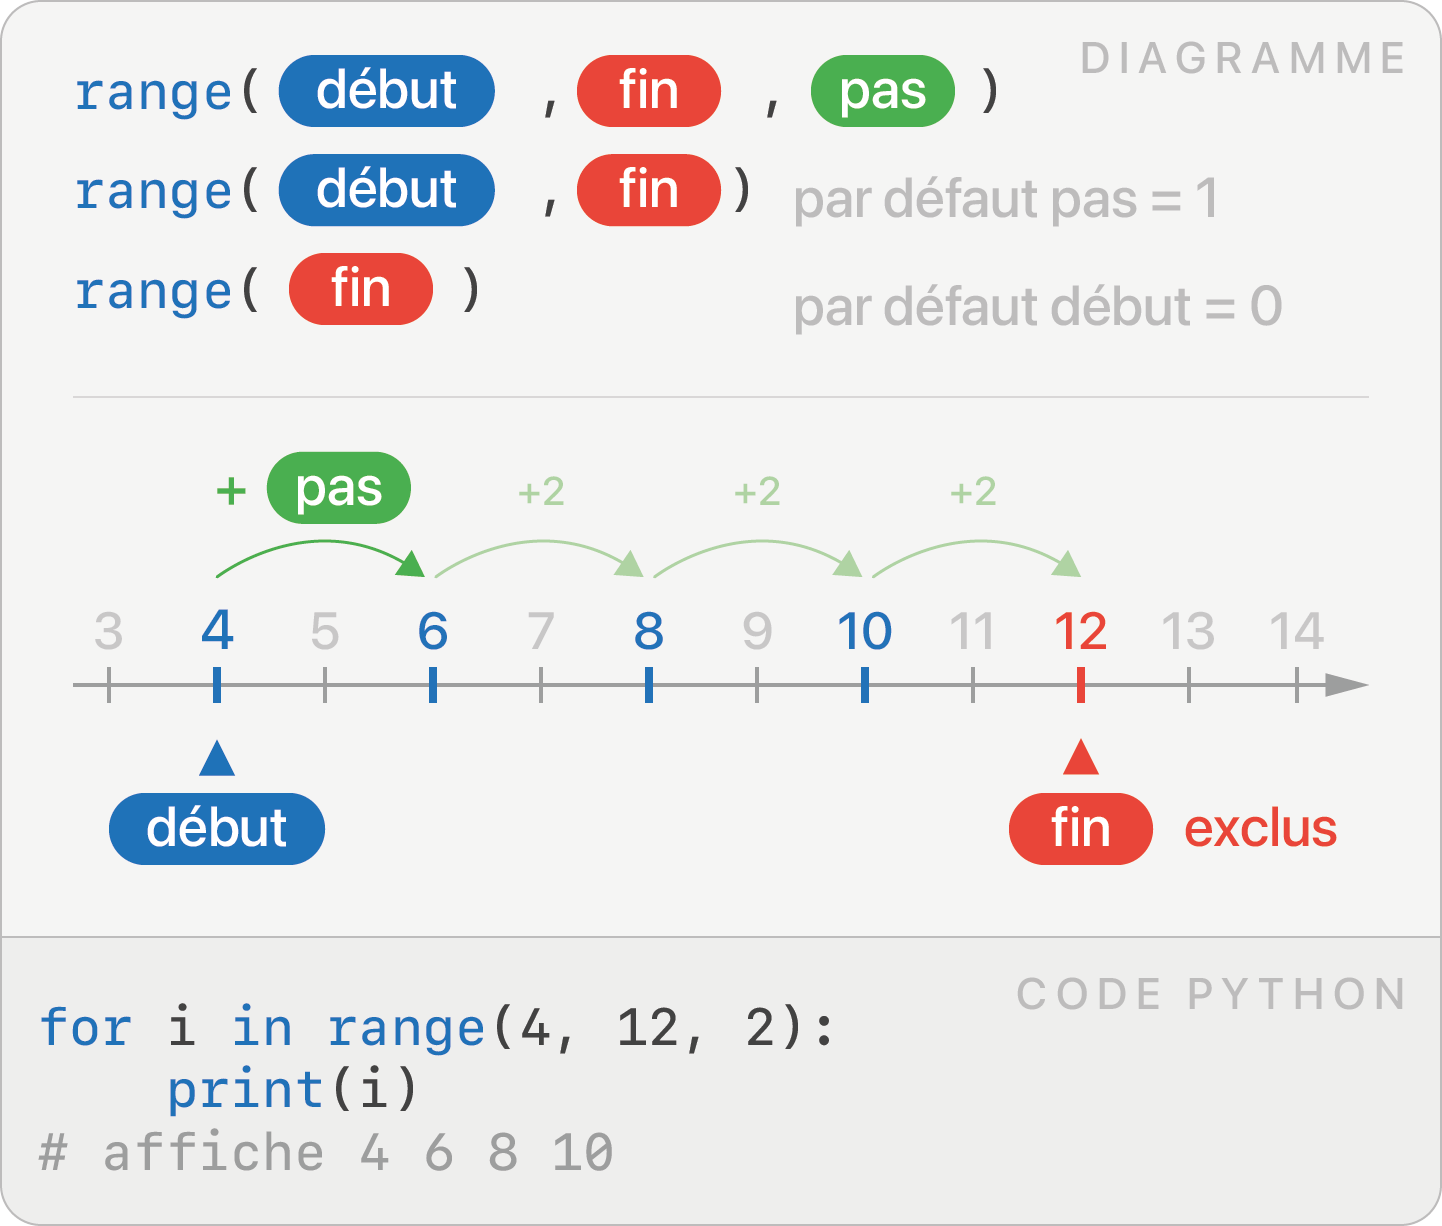 DIAGRAMME
range( début , fin , pas )
range( début , fin ) par défaut pas = 1
range( fin ) par défaut début = 0
+ pas +2 +2 +2
3 4 5 6 7 8 9 10 11 12 13 14
début fin exclus
CODE PYTHON
for i in range(4, 12, 2):
    print(i)
# affiche 4 6 8 10